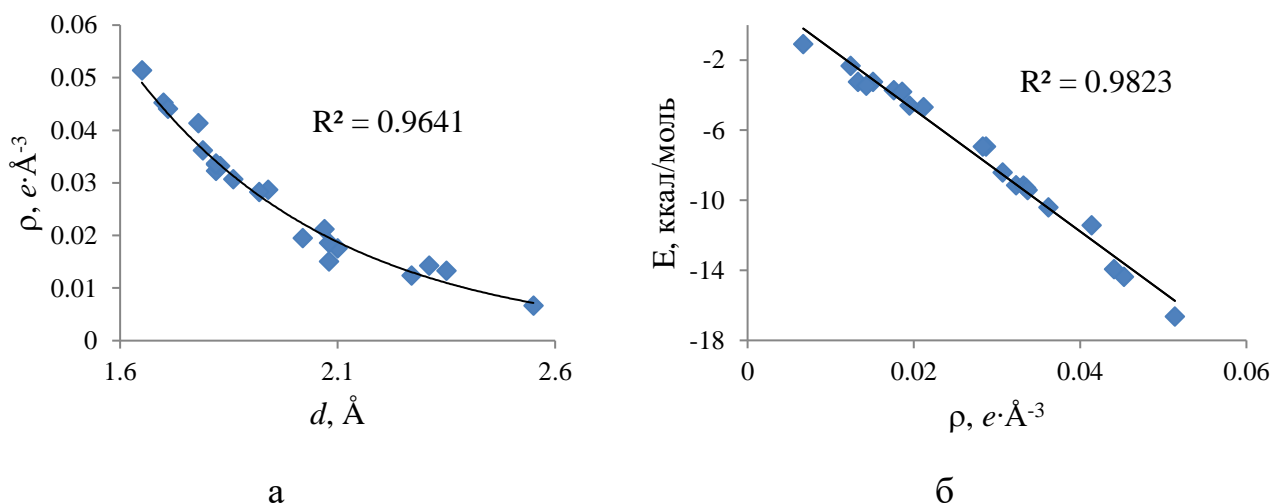 0.06
0.05
0.04
0.03
0.02
0.01
0
ρ, e·Å⁻³
R² = 0.9641
1.6 2.1 2.6
d, Å
а
-2
-6
-10
-14
-18
E, ккал/моль
R² = 0.9823
0 0.02 0.04 0.06
ρ, e·Å⁻³
б